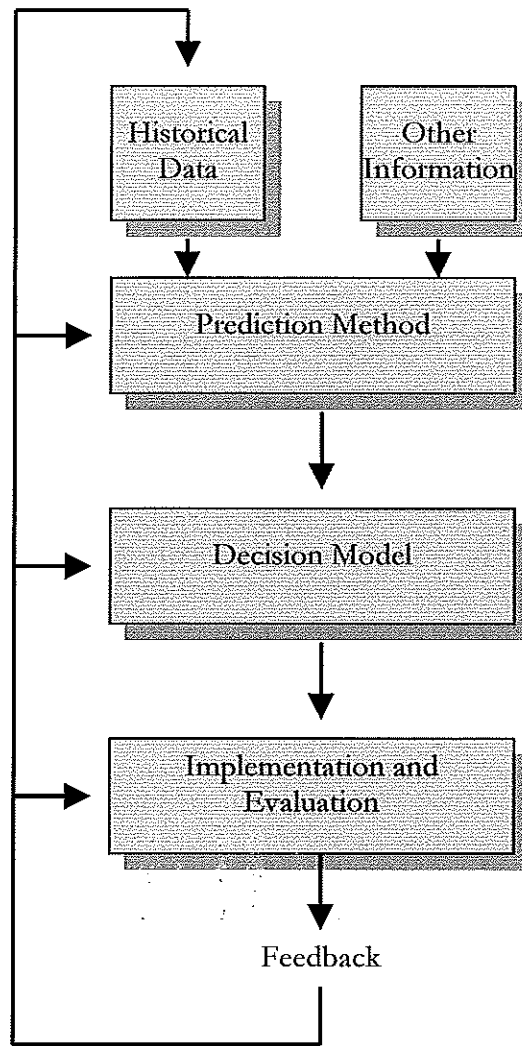 Historical
Data
Other
Information
Prediction Method
Decision Model
Implementation and
Evaluation
Feedback